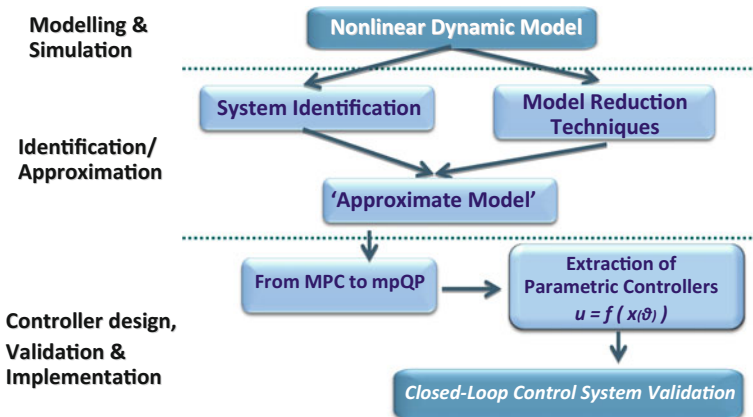 Modelling &
Simulation
Nonlinear Dynamic Model
System Identification
Model Reduction
Techniques
Identification/
Approximation
‘Approximate Model’
From MPC to mpQP
Extraction of
Parametric Controllers
u = f ( x(ϑ) )
Controller design,
Validation &
Implementation
Closed-Loop Control System Validation